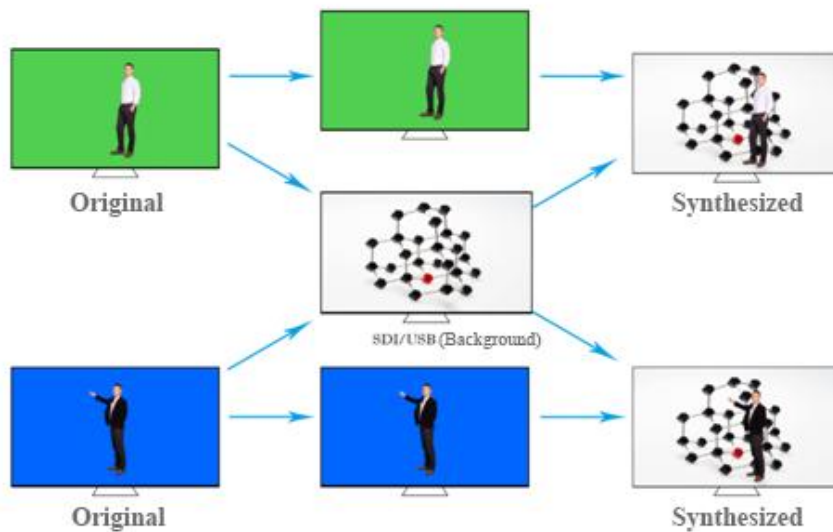 Original
Synthesized
SDI/USB (Background)
Original
Synthesized